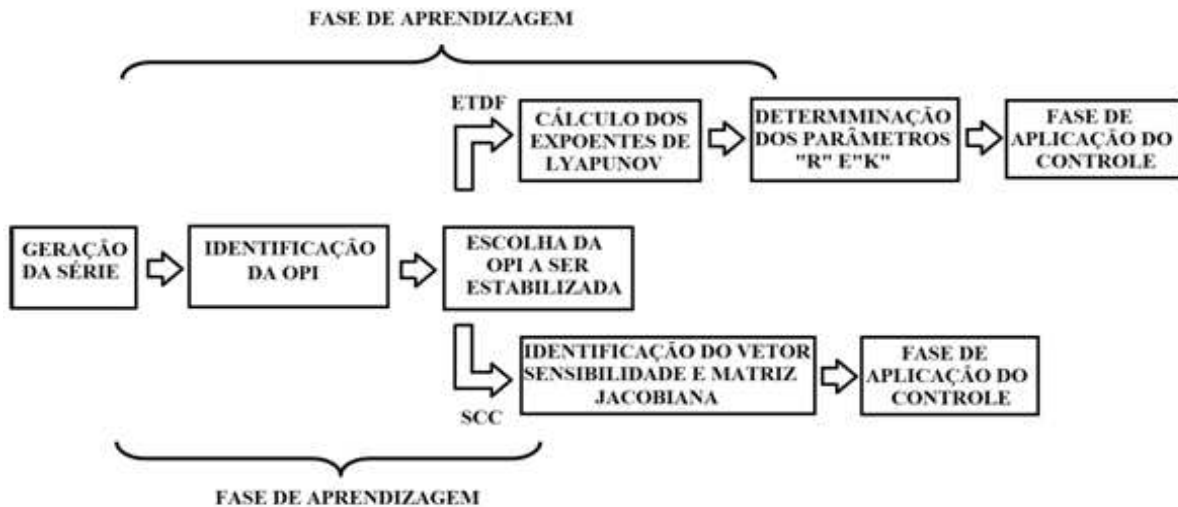 FASE DE APRENDIZAGEM
ETDF
CÁLCULO DOS
EXPOENTES DE
LYAPUNOV
DETERMMINAÇÃO
DOS PARÂMETROS
"R" E"K"
FASE DE
APLICAÇÃO DO
CONTROLE
GERAÇÃO
DA SÉRIE
IDENTIFICAÇÃO
DA OPI
ESCOLHA DA
OPI A SER
ESTABILIZADA
IDENTIFICAÇÃO DO VETOR
SENSIBILIDADE E MATRIZ
JACOBIANA
FASE DE
APLICAÇÃO DO
CONTROLE
SCC
FASE DE APRENDIZAGEM